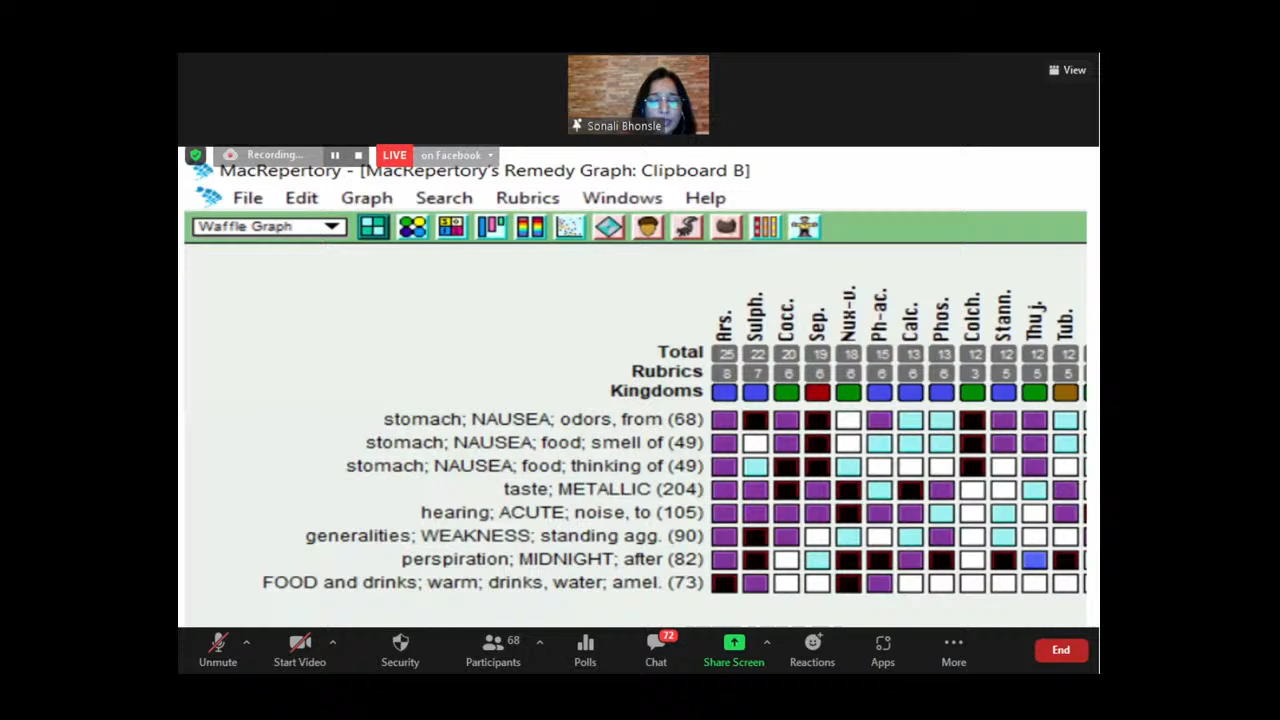 View
Sonali Bhonsle
Recording...
LIVE on Facebook
MacRepertory - [MacRepertory's Remedy Graph: Clipboard B]
File Edit Graph Search Rubrics Windows Help
Waffle Graph
Ars. Sulph. Cocc. Sep. Nux-v. Ph-ac. Calc. Phos. Colch. Stann. Thuj. Tub.
Total 25 22 20 19 18 15 13 13 12 12 12 12
Rubrics 8 7 6 6 6 6 6 6 3 5 5 5
Kingdoms
stomach; NAUSEA; odors, from (68)
stomach; NAUSEA; food; smell of (49)
stomach; NAUSEA; food; thinking of (49)
taste; METALLIC (204)
hearing; ACUTE; noise, to (105)
generalities; WEAKNESS; standing agg. (90)
perspiration; MIDNIGHT; after (82)
FOOD and drinks; warm; drinks, water; amel. (73)
68 72
Unmute Start Video Security Participants Polls Chat Share Screen Reactions Apps More End